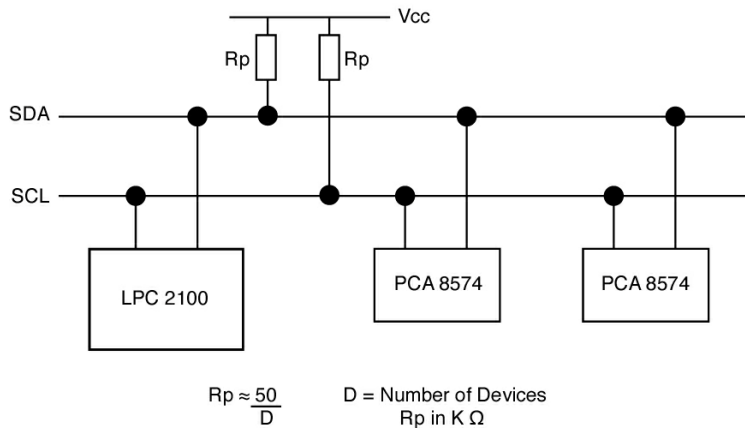 Vcc
Rp Rp
SDA
SCL
LPC 2100 PCA 8574 PCA 8574
Rp ≈ 50 D = Number of Devices
D Rp in K Ω